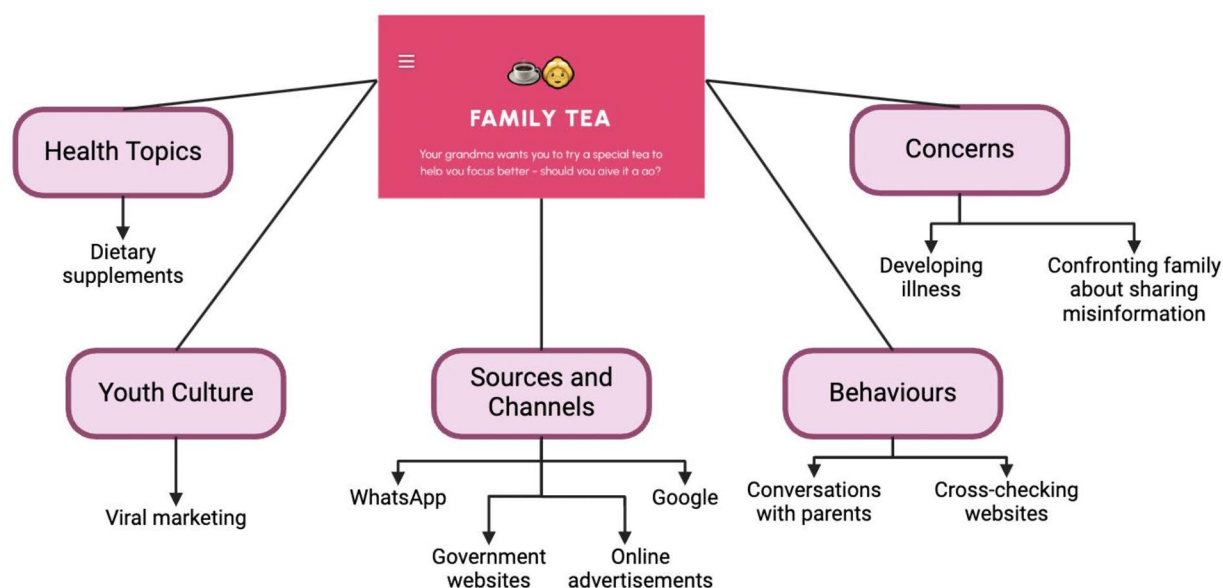 FAMILY TEA
Your grandma wants you to try a special tea to
help you focus better - should you give it a go?
Health Topics
Dietary
supplements
Concerns
Developing
illness
Confronting family
about sharing
misinformation
Youth Culture
Viral marketing
Sources and
Channels
WhatsApp
Google
Government
websites
Online
advertisements
Behaviours
Conversations
with parents
Cross-checking
websites